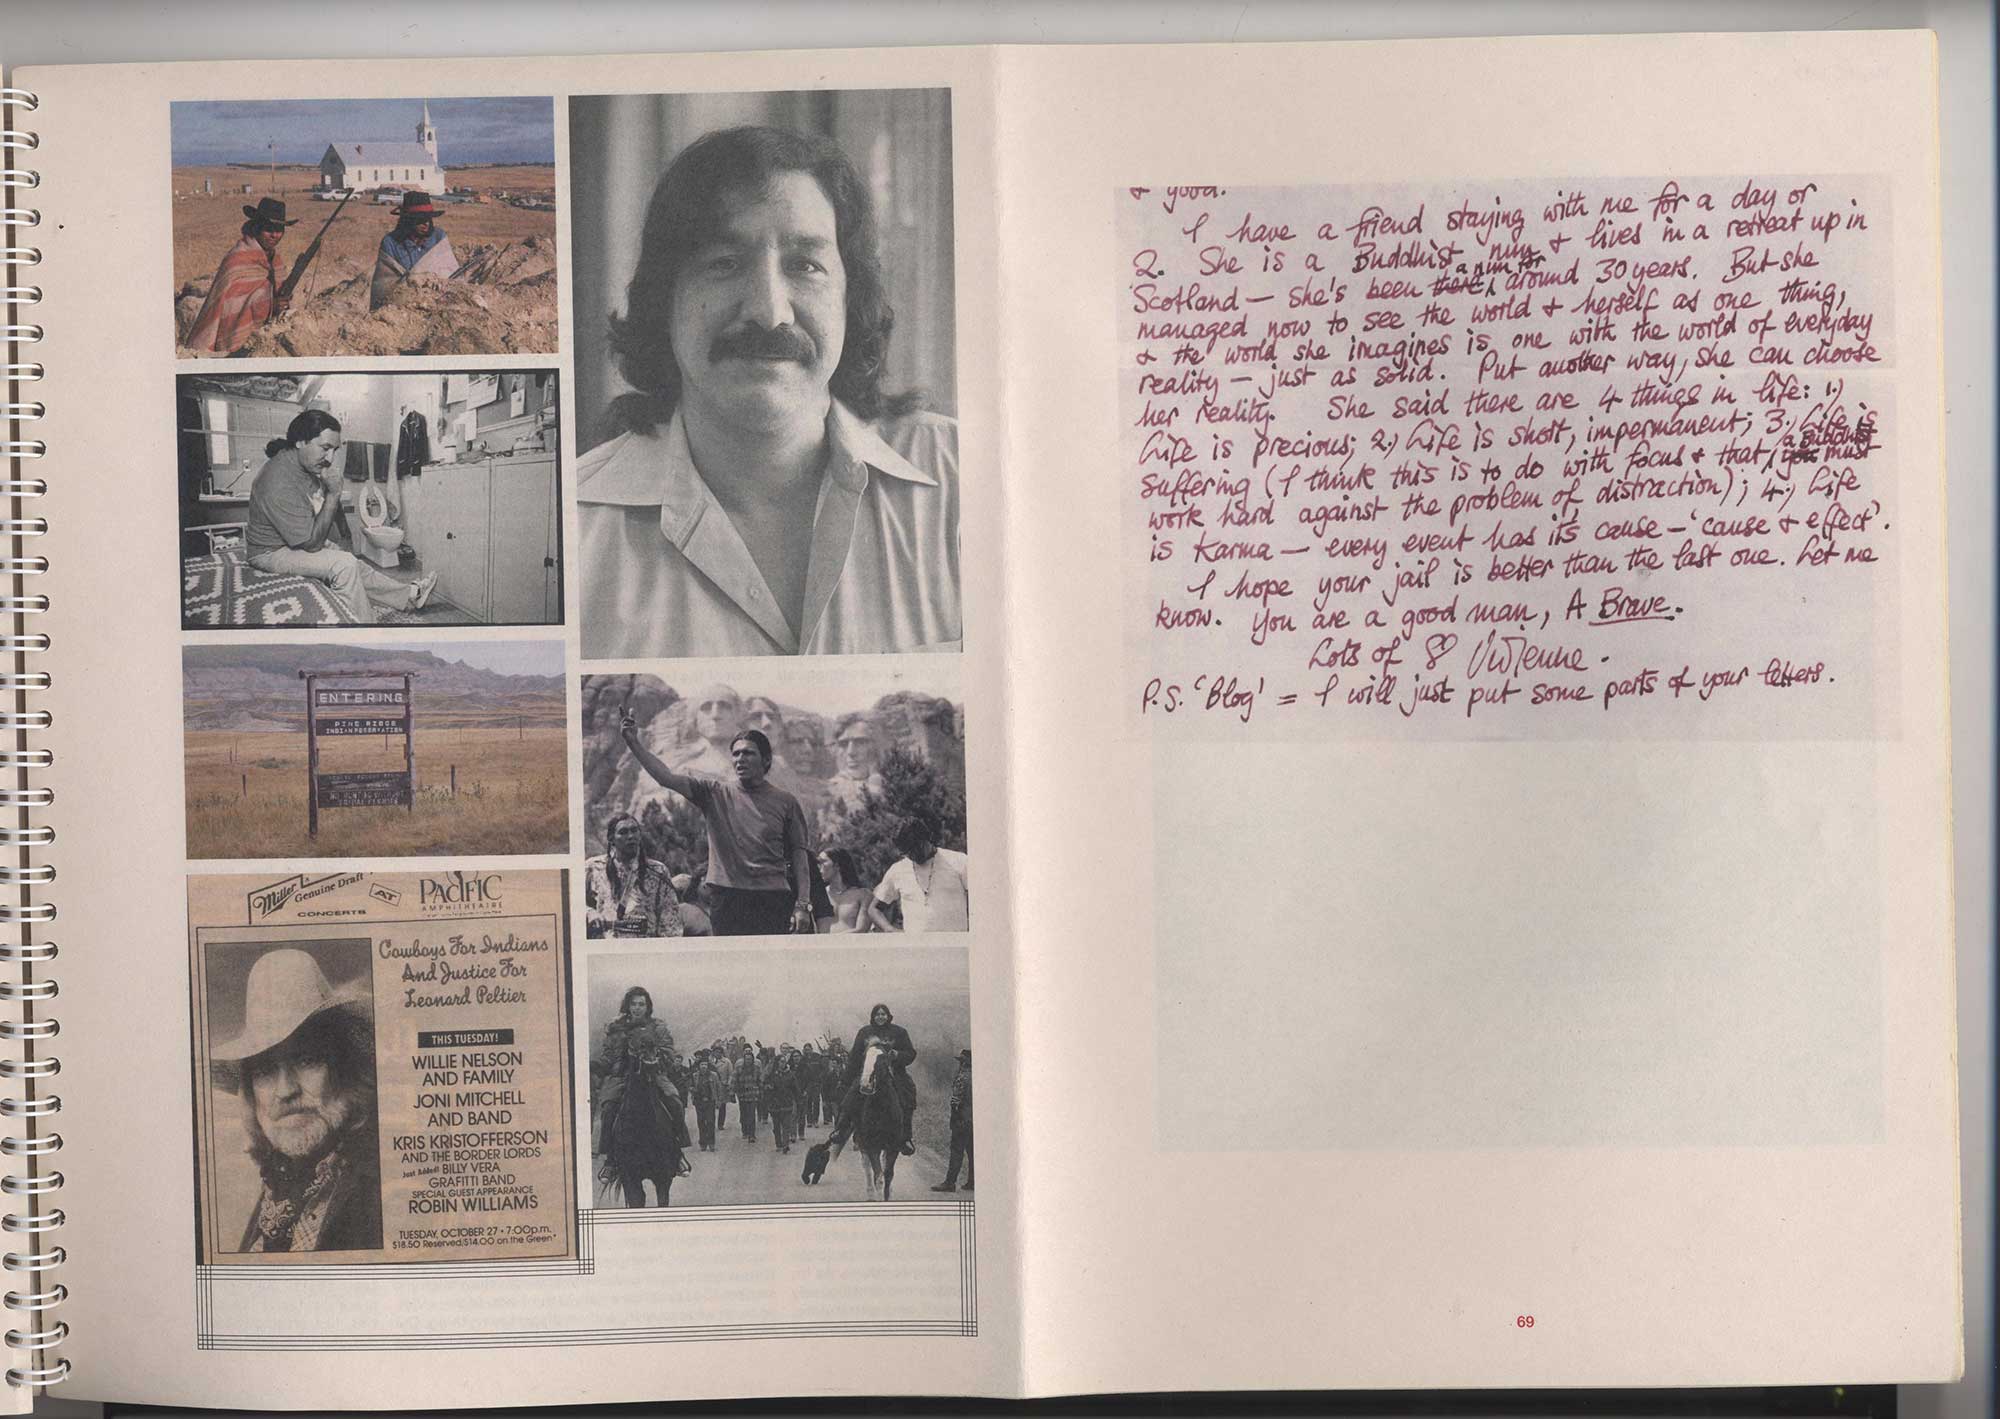 ENTERING
PINE RIDGE
INDIAN RESERVATION
Miller
Genuine Draft
CONCERTS
AT
PACIFIC
AMPHITHEATRE
Cowboys For Indians
And Justice For
Leonard Peltier
THIS TUESDAY!
WILLIE NELSON
AND FAMILY
JONI MITCHELL
AND BAND
KRIS KRISTOFFERSON
AND THE BORDER LORDS
Just Added! BILLY VERA
GRAFITTI BAND
SPECIAL GUEST APPEARANCE
ROBIN WILLIAMS
TUESDAY, OCTOBER 27 • 7:00p.m.
$18.50 Reserved/$14.00 on the Green*
& good.
I have a friend staying with me for a day or
2. She is a Buddhist nun & lives in a retreat up in
Scotland — she's been there a nun for around 30 years. But she
managed now to see the world & herself as one thing,
& the world she imagines is one with the world of everyday
reality — just as solid. Put another way, she can choose
her reality. She said there are 4 things in life: 1.)
Life is precious; 2.) Life is short, impermanent; 3.) Life is
suffering (I think this is to do with focus & that you a Buddhist must
work hard against the problem of distraction); 4.) Life
is Karma — every event has its cause – 'cause & effect'.
I hope your jail is better than the last one. Let me
know. You are a good man, A Brave.
Lots of Vivienne.
P.S. 'Blog' = I will just put some parts of your letters.
69